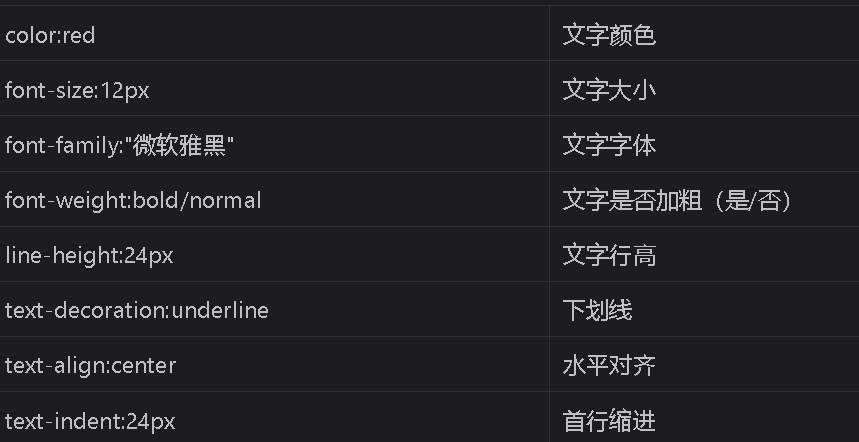 color:red 文字颜色
font-size:12px 文字大小
font-family:"微软雅黑" 文字字体
font-weight:bold/normal 文字是否加粗（是/否）
line-height:24px 文字行高
text-decoration:underline 下划线
text-align:center 水平对齐
text-indent:24px 首行缩进